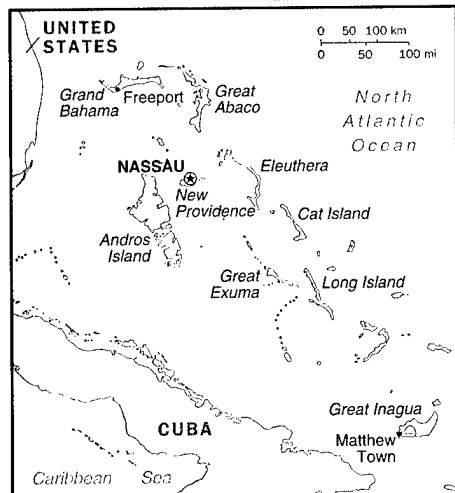 UNITED
STATES
0 50 100 km
0 50 100 mi
Grand
Bahama
Freeport
Great
Abaco
North
Atlantic
Ocean
NASSAU
Eleuthera
New
Providence
Cat Island
Andros
Island
Great
Exuma
Long Island
Great Inagua
CUBA
Matthew
Town
Caribbean Sea